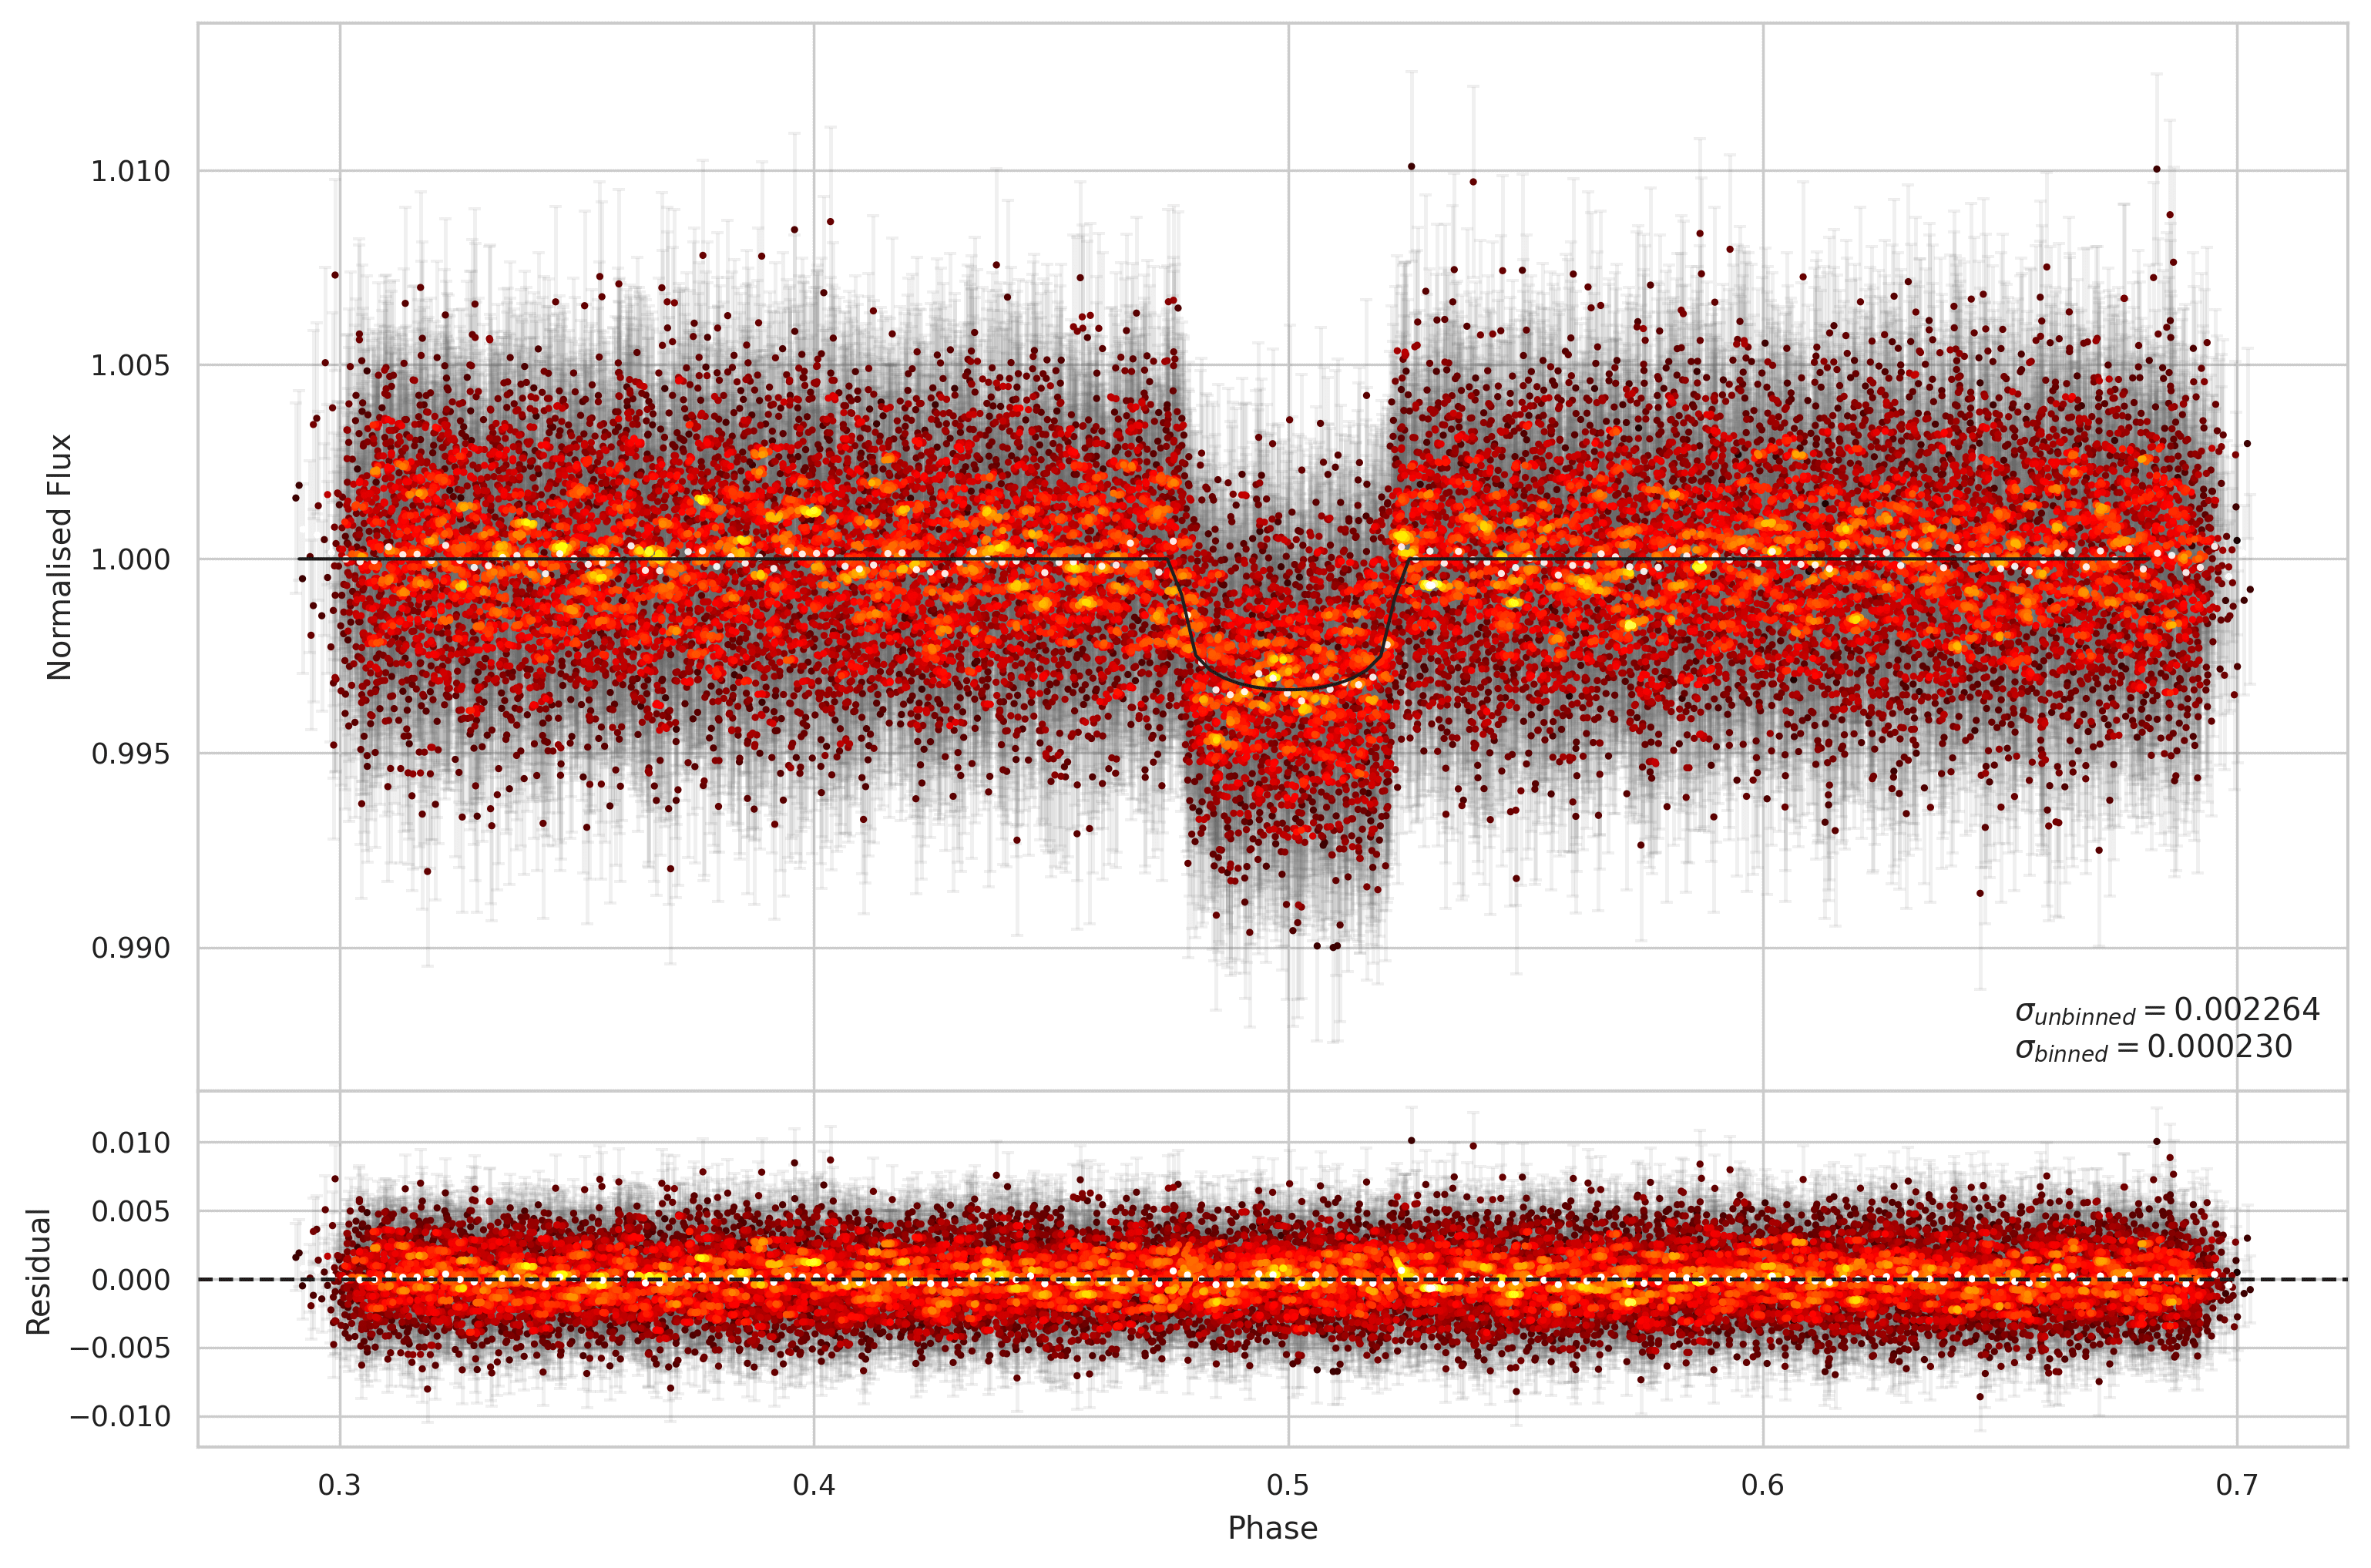 Normalised Flux
1.010
1.005
1.000
0.995
0.990
σunbinned = 0.002264
σbinned = 0.000230
Residual
0.010
0.005
0.000
−0.005
−0.010
0.3 0.4 0.5 0.6 0.7
Phase